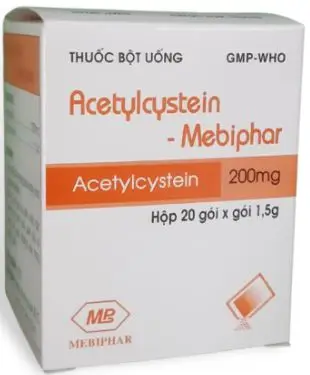 THUỐC BỘT UỐNG GMP-WHO
Acetylcystein
- Mebiphar
Acetylcystein 200mg
Hộp 20 gói x gói 1,5g
MB
MEBIPHAR